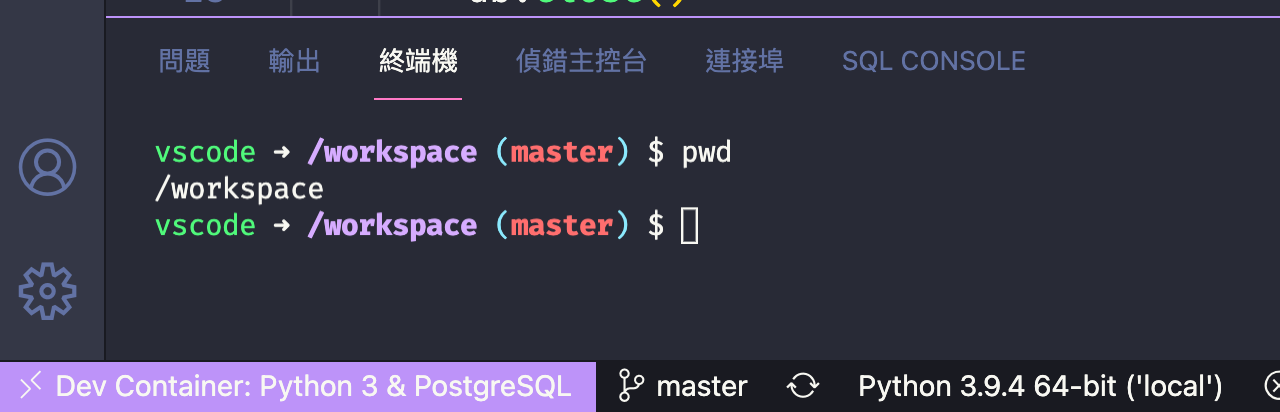 問題 輸出 終端機 偵錯主控台 連接埠 SQL CONSOLE
vscode ➜ /workspace (master) $ pwd
/workspace
vscode ➜ /workspace (master) $
Dev Container: Python 3 & PostgreSQL master Python 3.9.4 64-bit ('local')